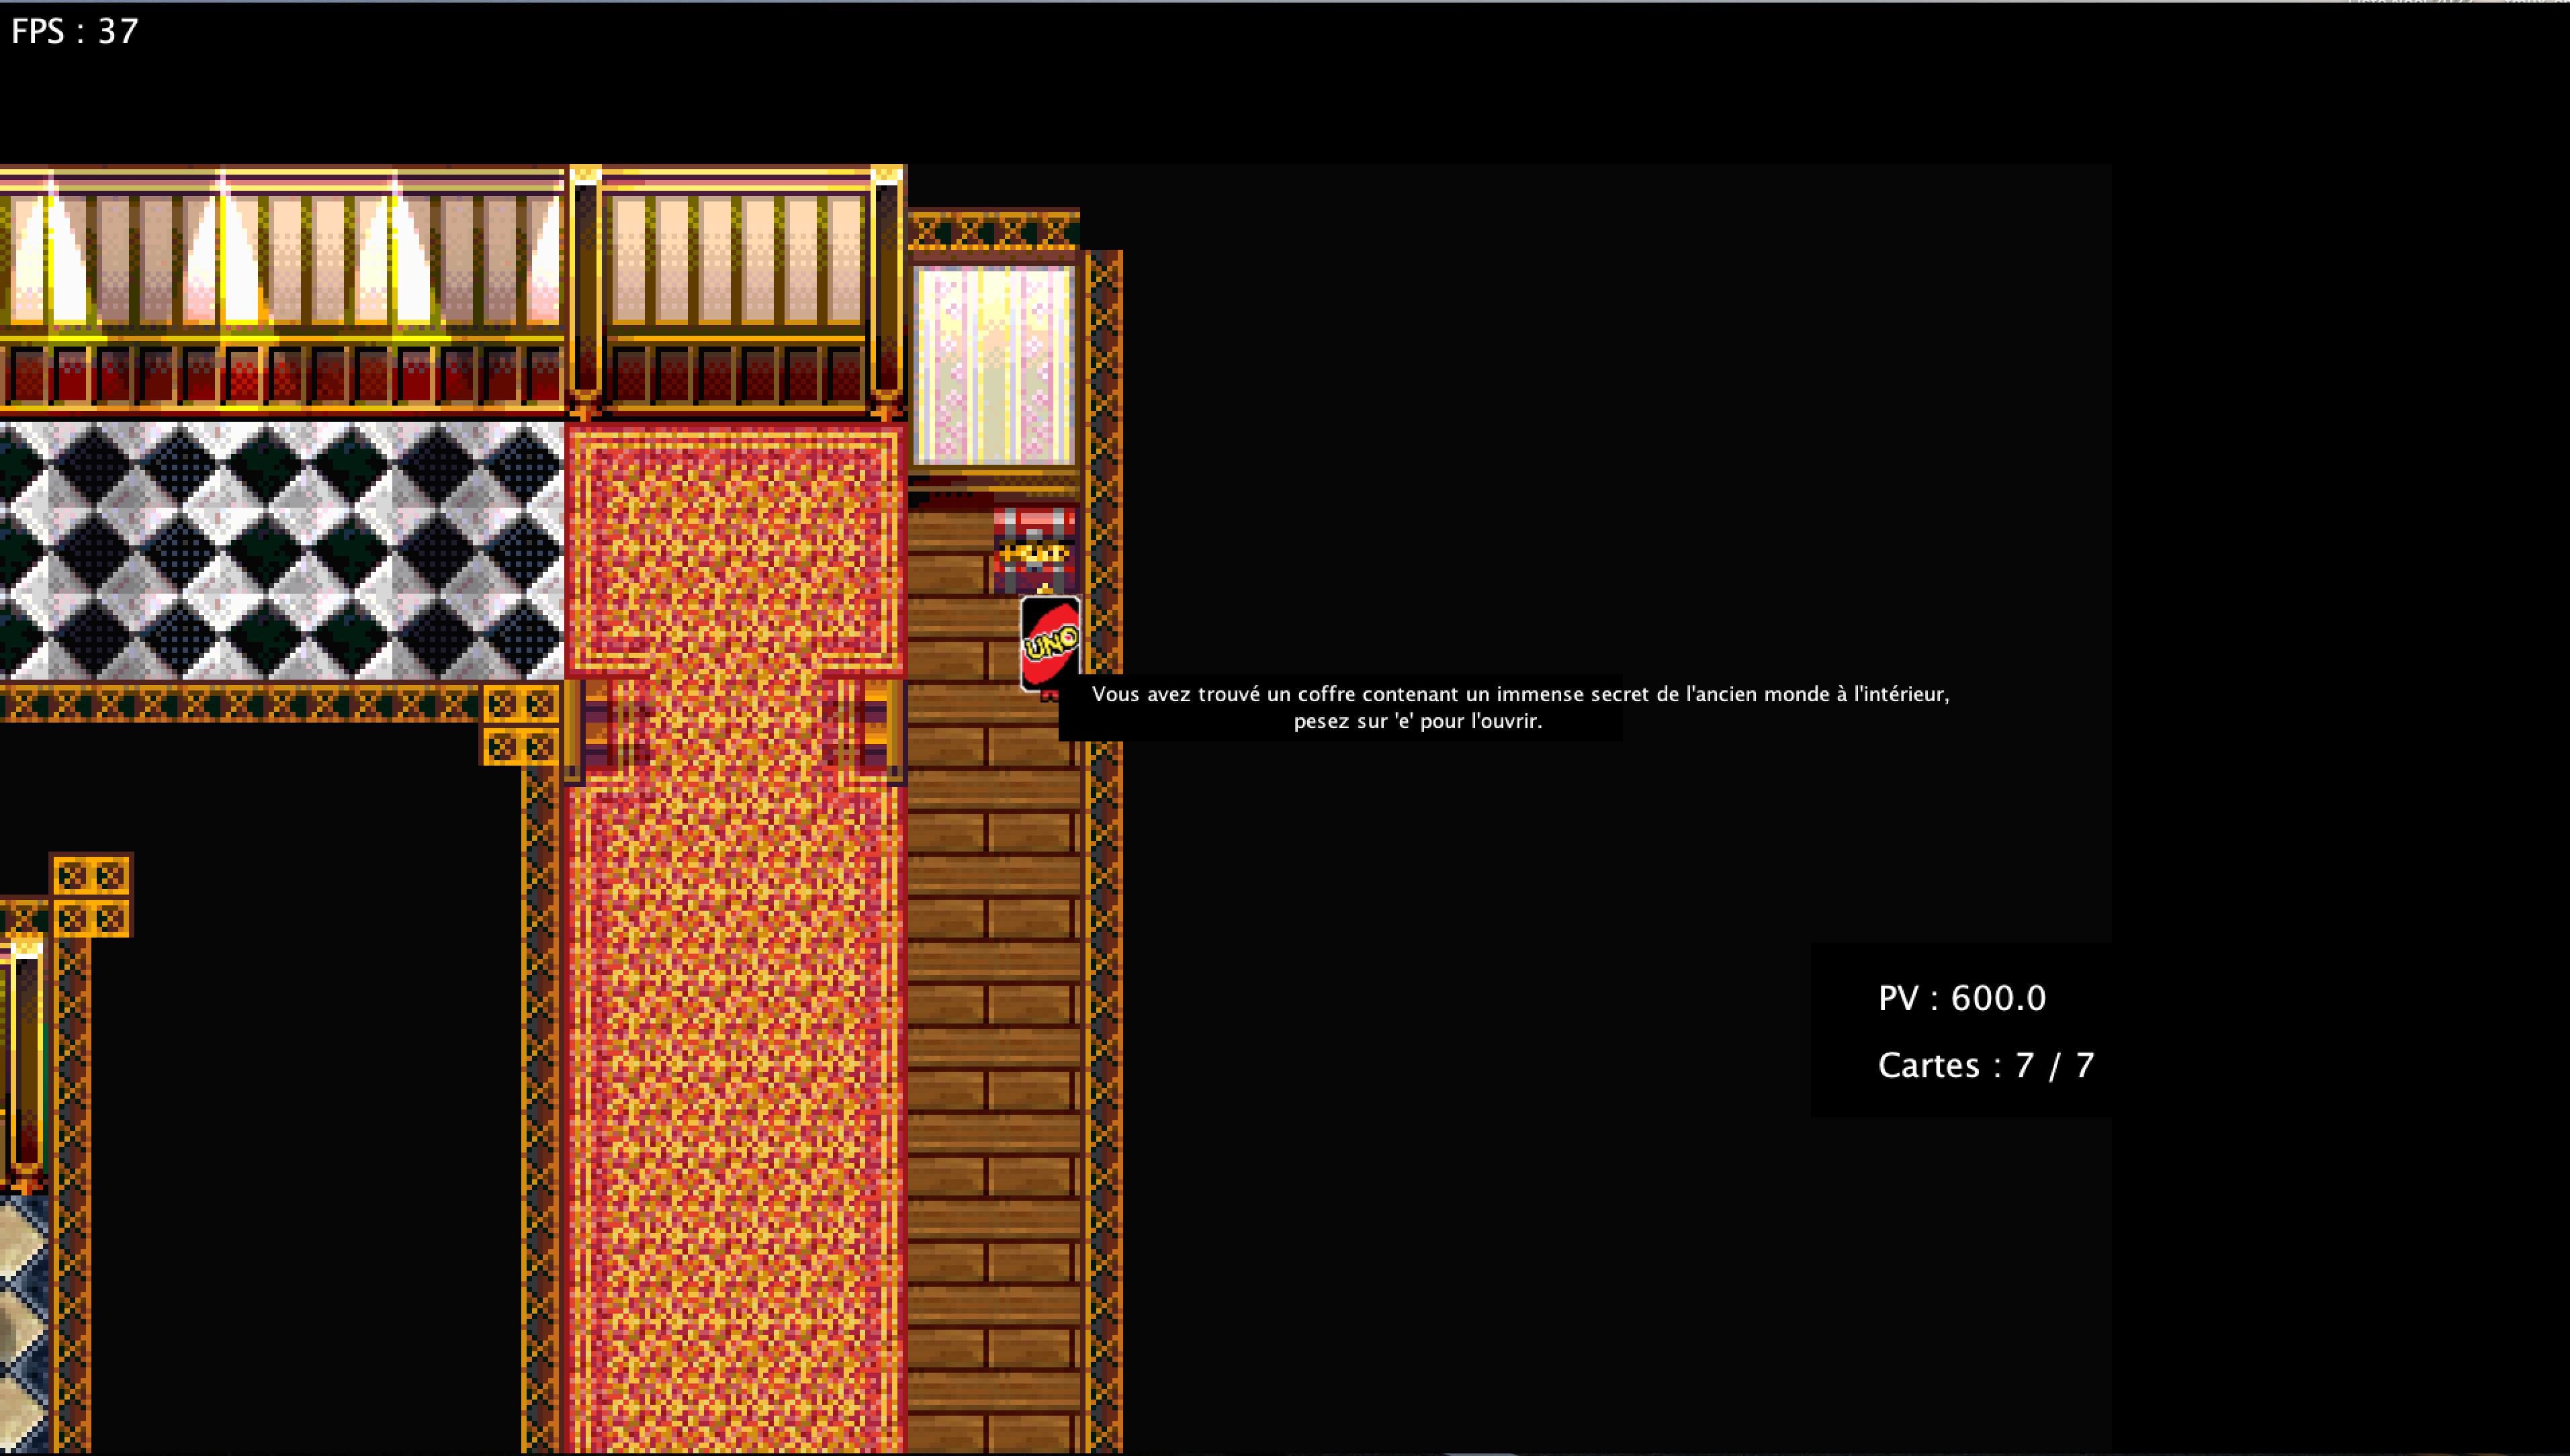 FPS : 37
UNO
Vous avez trouvé un coffre contenant un immense secret de l'ancien monde à l'intérieur,
pesez sur 'e' pour l'ouvrir.
PV : 600.0
Cartes : 7 / 7